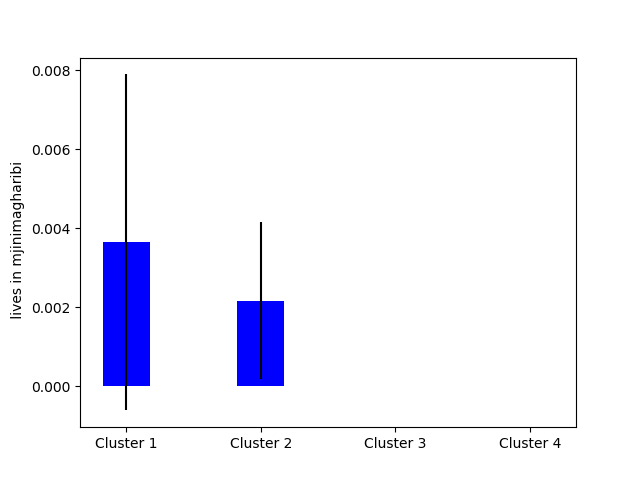 0.008
0.006
0.004
0.002
0.000
lives in mjinimagharibi
Cluster 1
Cluster 2
Cluster 3
Cluster 4